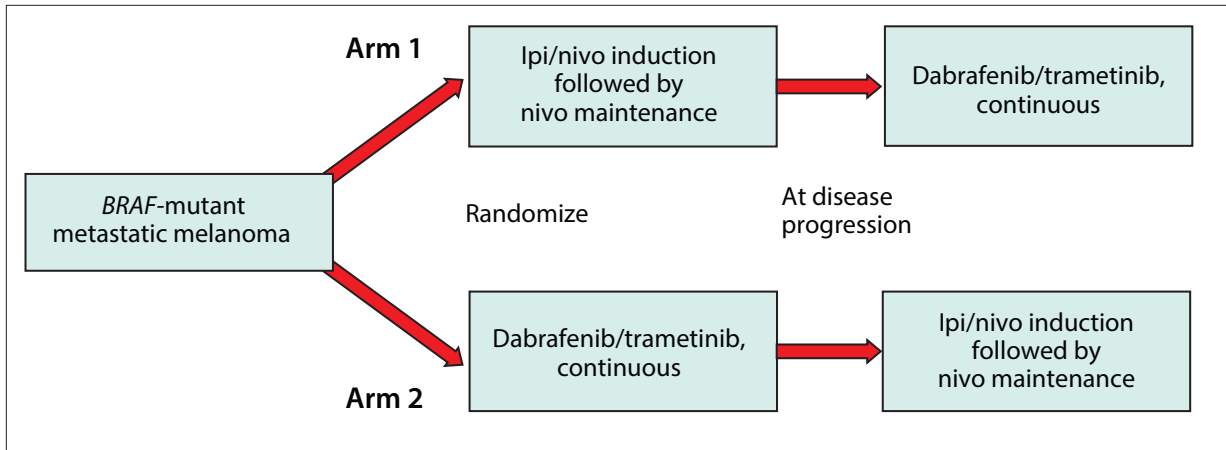 Arm 1
Ipi/nivo induction
followed by
nivo maintenance
Dabrafenib/trametinib,
continuous
BRAF-mutant
metastatic melanoma
Randomize
At disease
progression
Arm 2
Dabrafenib/trametinib,
continuous
Ipi/nivo induction
followed by
nivo maintenance